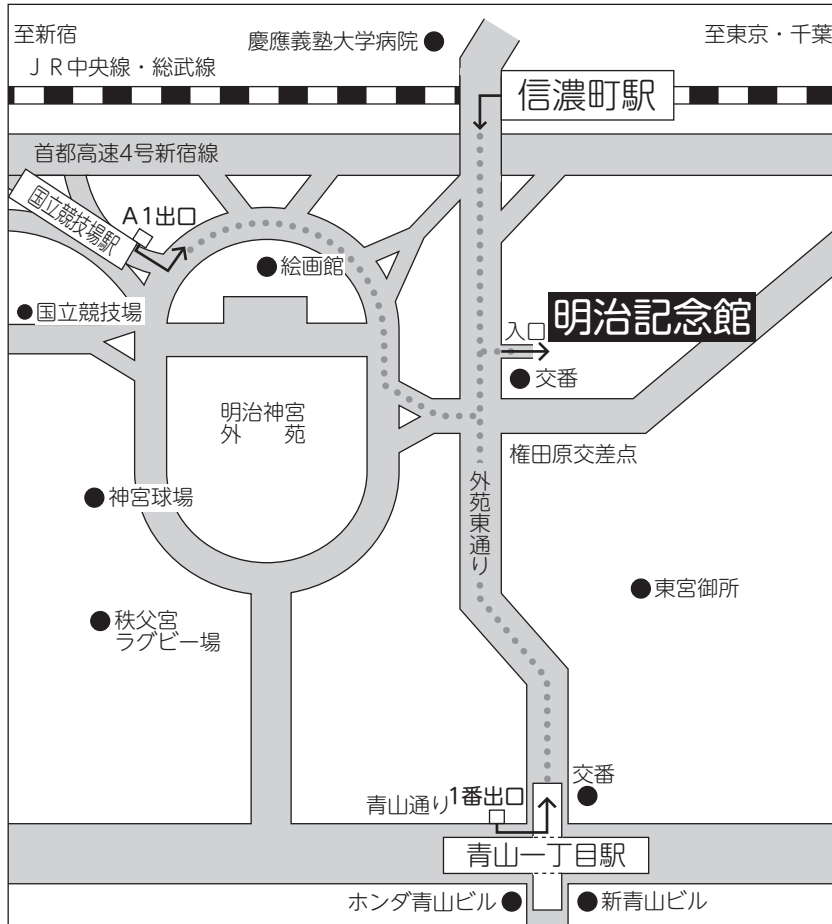 至新宿
慶應義塾大学病院
至東京・千葉
JR中央線・総武線
信濃町駅
首都高速4号新宿線
国立競技場駅
A1出口
絵画館
国立競技場
入口
明治記念館
交番
明治神宮
外 苑
権田原交差点
神宮球場
外苑東通り
東宮御所
秩父宮
ラグビー場
交番
青山通り
1番出口
青山一丁目駅
ホンダ青山ビル
新青山ビル